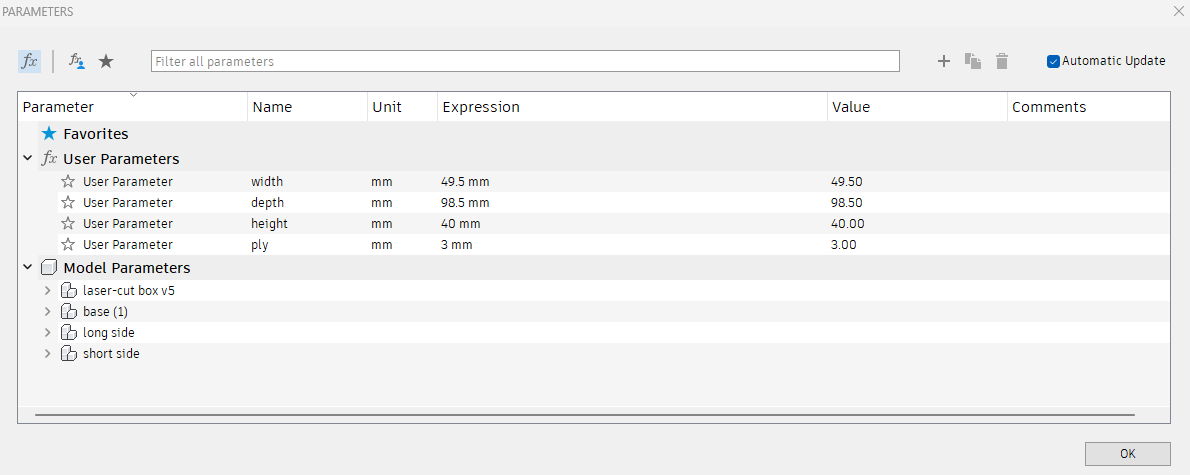 PARAMETERS
fx
Filter all parameters
Automatic Update
Parameter Name Unit Expression Value Comments
Favorites
fx User Parameters
User Parameter width mm 49.5 mm 49.50
User Parameter depth mm 98.5 mm 98.50
User Parameter height mm 40 mm 40.00
User Parameter ply mm 3 mm 3.00
Model Parameters
laser-cut box v5
base (1)
long side
short side
OK